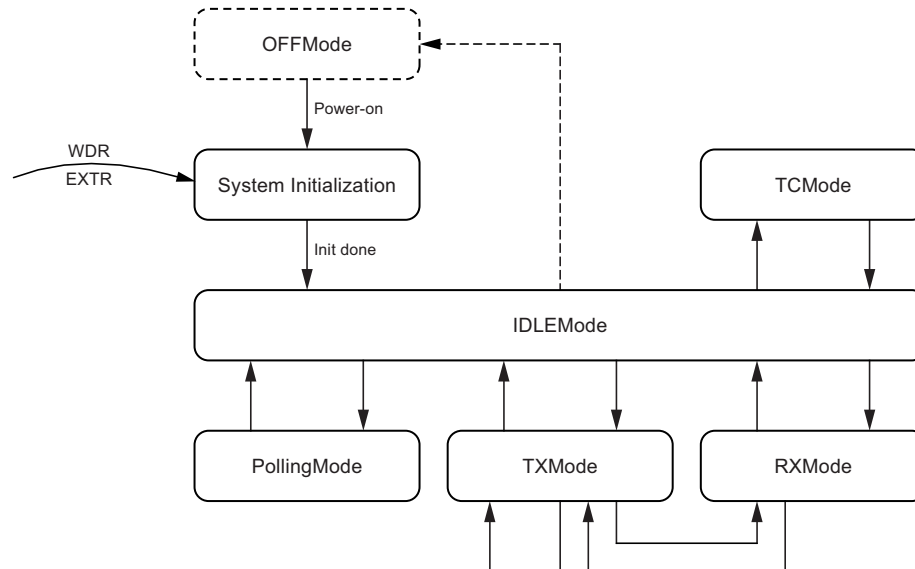 OFFMode
Power-on
WDR
EXTR
System Initialization
TCMode
Init done
IDLEMode
PollingMode
TXMode
RXMode